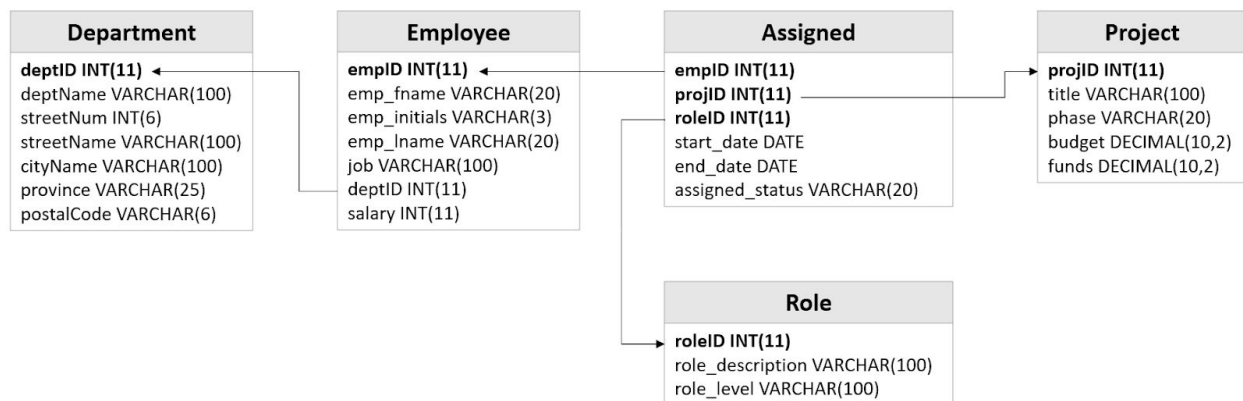 Department
deptID INT(11)
deptName VARCHAR(100)
streetNum INT(6)
streetName VARCHAR(100)
cityName VARCHAR(100)
province VARCHAR(25)
postalCode VARCHAR(6)
Employee
empID INT(11)
emp_fname VARCHAR(20)
emp_initials VARCHAR(3)
emp_lname VARCHAR(20)
job VARCHAR(100)
deptID INT(11)
salary INT(11)
Assigned
empID INT(11)
projID INT(11)
roleID INT(11)
start_date DATE
end_date DATE
assigned_status VARCHAR(20)
Project
projID INT(11)
title VARCHAR(100)
phase VARCHAR(20)
budget DECIMAL(10,2)
funds DECIMAL(10,2)
Role
roleID INT(11)
role_description VARCHAR(100)
role_level VARCHAR(100)